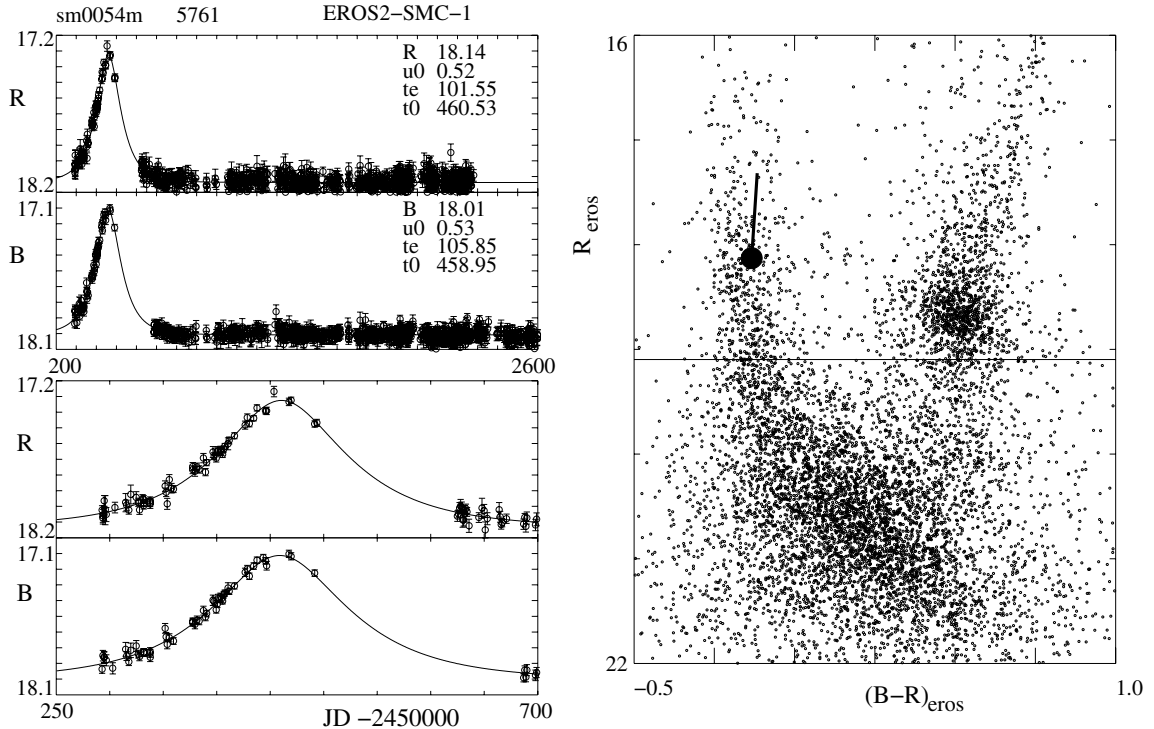 sm0054m 5761 EROS2−SMC−1
17.2
R
18.2
R 18.14
u0 0.52
te 101.55
t0 460.53
17.1
B
18.1
B 18.01
u0 0.53
te 105.85
t0 458.95
200 2600
17.2
R
18.2
17.1
B
18.1
250 700
JD −2450000
16
R eros
22
−0.5 1.0
(B−R)eros